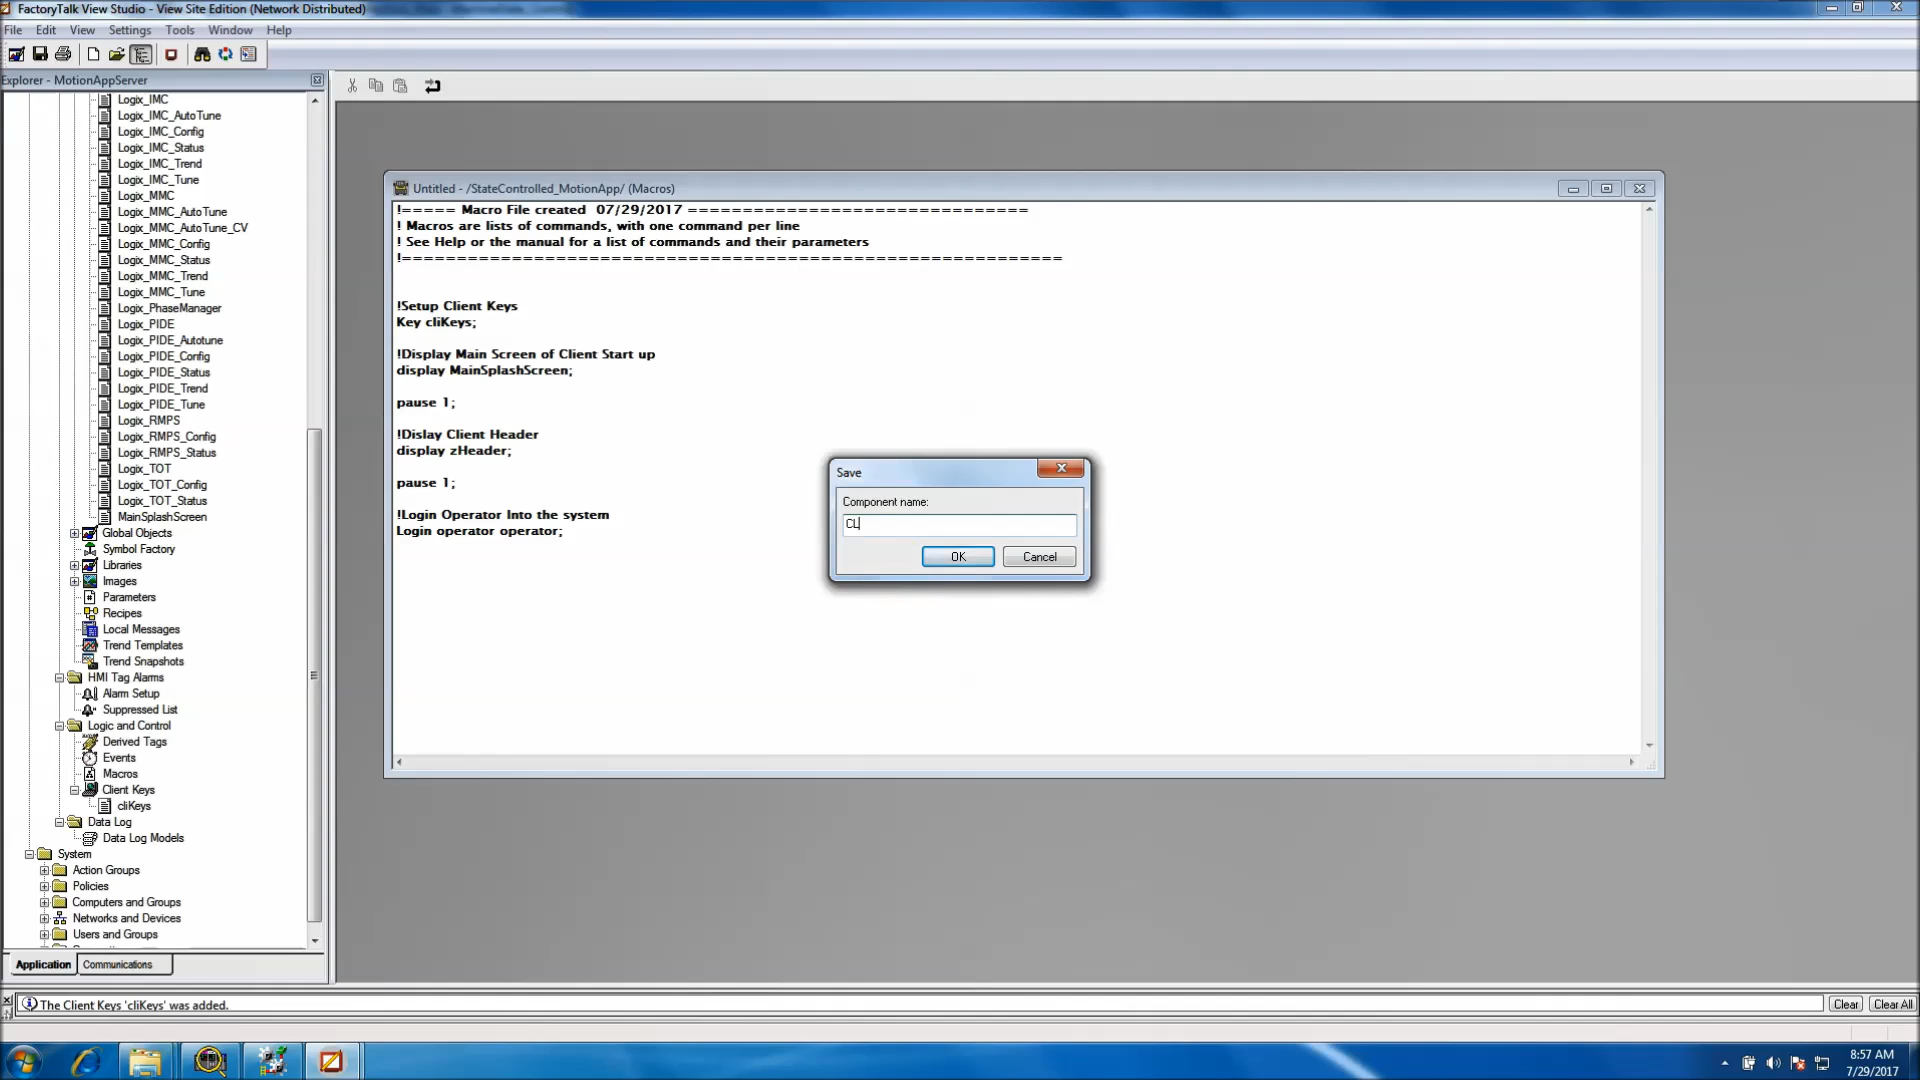 FactoryTalk View Studio - View Site Edition (Network Distributed)
File Edit View Settings Tools Window Help
Explorer - MotionAppServer
Logix_IMC
Logix_IMC_AutoTune
Logix_IMC_Config
Logix_IMC_Status
Logix_IMC_Trend
Logix_IMC_Tune
Logix_MMC
Logix_MMC_AutoTune
Logix_MMC_AutoTune_CV
Logix_MMC_Config
Logix_MMC_Status
Logix_MMC_Trend
Logix_MMC_Tune
Logix_PhaseManager
Logix_PIDE
Logix_PIDE_Autotune
Logix_PIDE_Config
Logix_PIDE_Status
Logix_PIDE_Trend
Logix_PIDE_Tune
Logix_RMPS
Logix_RMPS_Config
Logix_RMPS_Status
Logix_TOT
Logix_TOT_Config
Logix_TOT_Status
MainSplashScreen
Global Objects
Symbol Factory
Libraries
Images
Parameters
Recipes
Local Messages
Trend Templates
Trend Snapshots
HMI Tag Alarms
Alarm Setup
Suppressed List
Logic and Control
Derived Tags
Events
Macros
Client Keys
cliKeys
Data Log
Data Log Models
System
Action Groups
Policies
Computers and Groups
Networks and Devices
Users and Groups
Application Communications
Untitled - /StateControlled_MotionApp/ (Macros)
!===== Macro File created 07/29/2017 ===============================
! Macros are lists of commands, with one command per line
! See Help or the manual for a list of commands and their parameters
!============================================================
!Setup Client Keys
Key cliKeys;
!Display Main Screen of Client Start up
display MainSplashScreen;
pause 1;
!Dislay Client Header
display zHeader;
pause 1;
!Login Operator Into the system
Login operator operator;
Save
Component name:
CL
OK Cancel
The Client Keys 'cliKeys' was added.
Clear Clear All
8:57 AM
7/29/2017